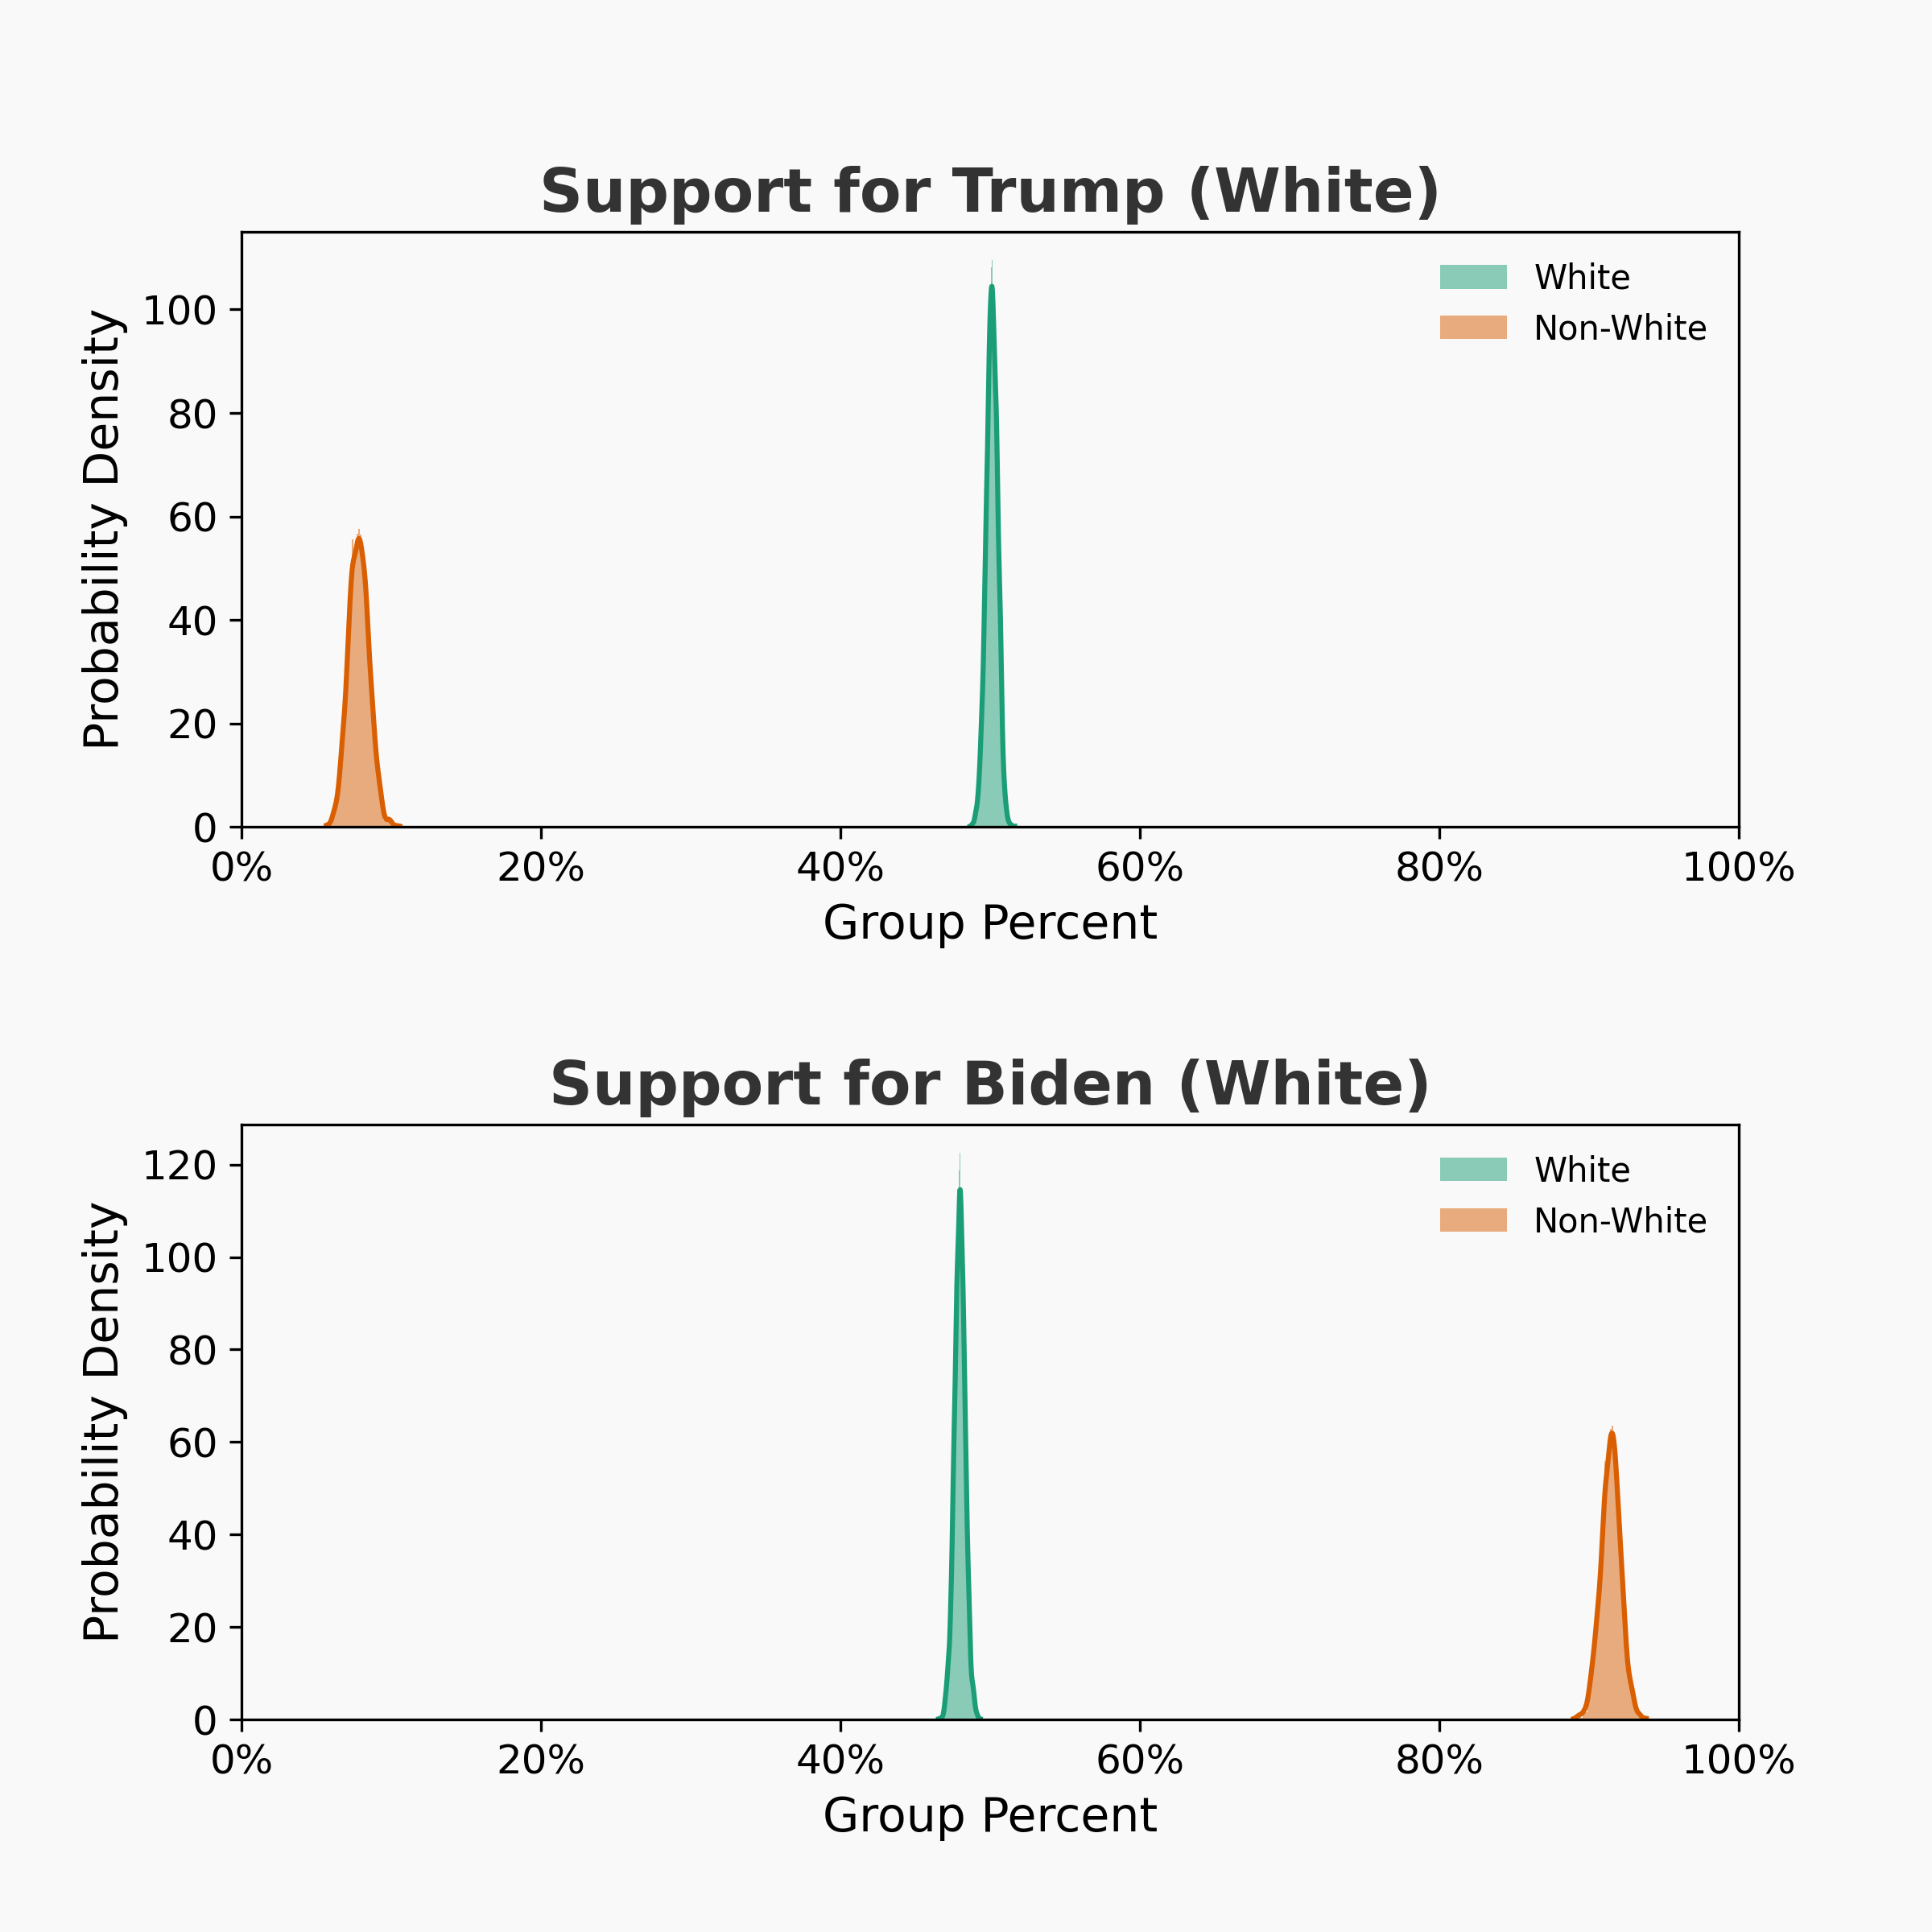 Support for Trump (White)
Probability Density
100
80
60
40
20
0
White
Non-White
0% 20% 40% 60% 80% 100%
Group Percent
Support for Biden (White)
Probability Density
120
100
80
60
40
20
0
White
Non-White
0% 20% 40% 60% 80% 100%
Group Percent